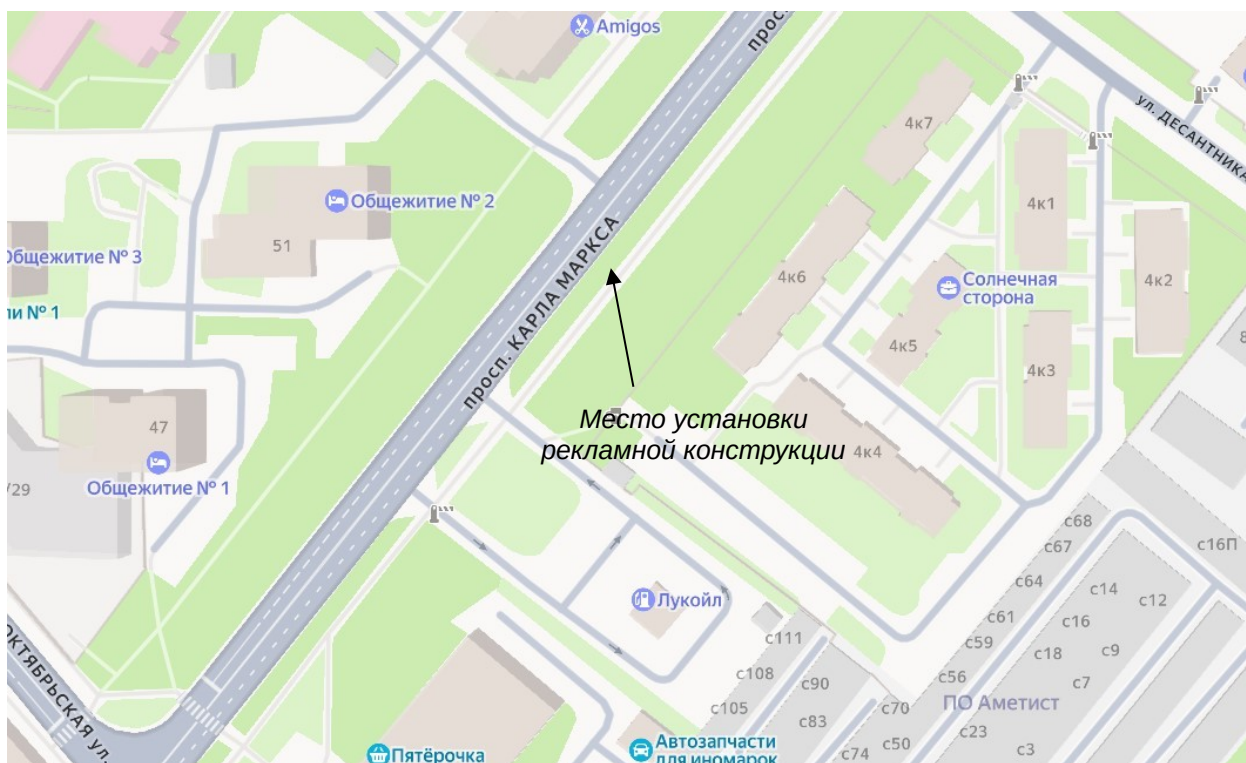 Amigos
просп.
ул. ДЕСАНТНИКА
4к7
4к1
Общежитие № 2
51
просп. КАРЛА МАРКСА
Общежитие № 3
4к6
Солнечная
сторона
4к2
ли № 1
4к5
4к3
Место установки
рекламной конструкции
47
4к4
Общежитие № 1
/29
с68
с67
с16П
с64
с14
с12
Лукойл
с61
с16
с111
с59
с18
с9
с108
с90
с56
с7
ОКТЯБРЬСКАЯ ул.
с105
с83
с70
ПО Аметист
с23
с50
с74
с3
Пятёрочка
Автозапчасти
для иномарок